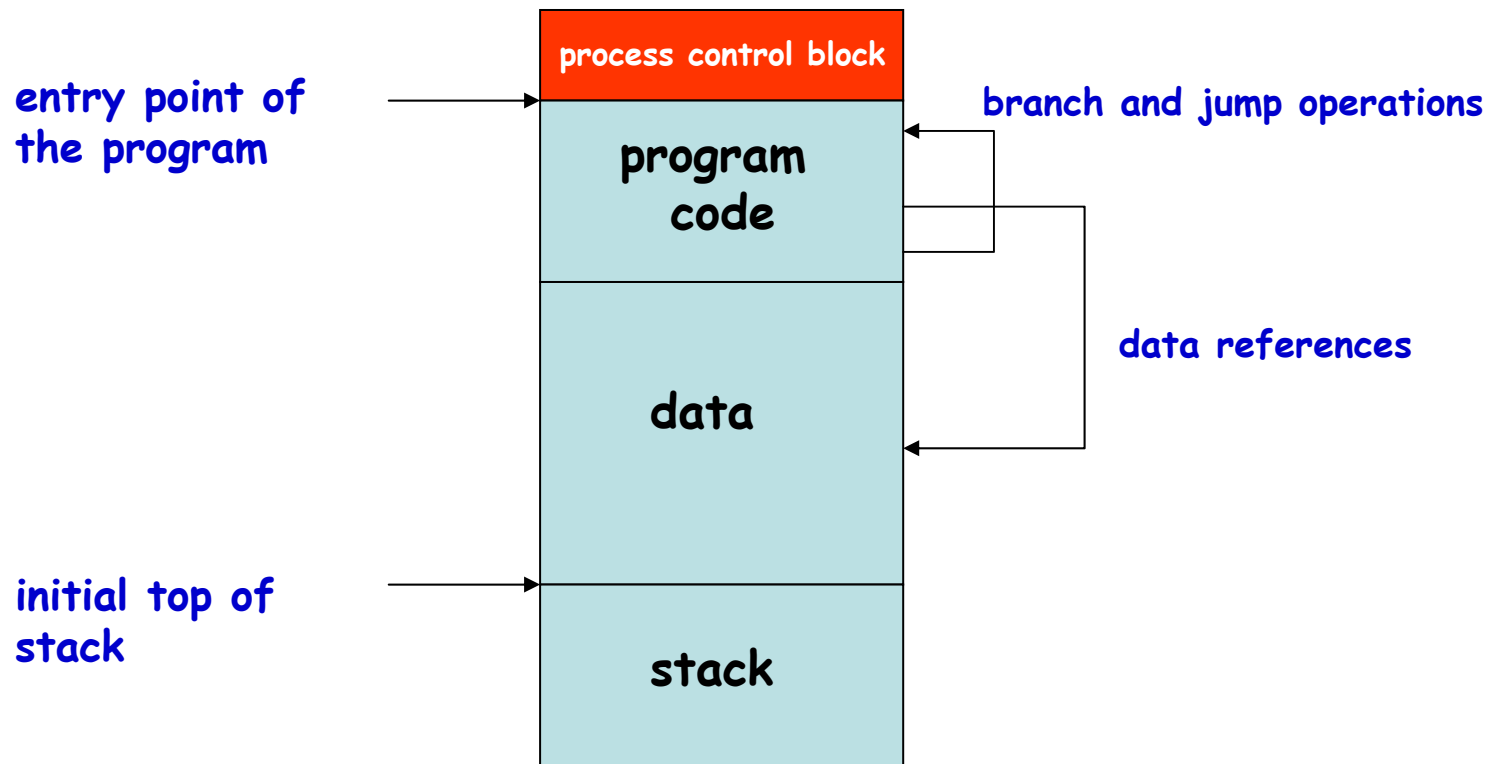 process control block
entry point of
the program
branch and jump operations
program
code
data references
data
initial top of
stack
stack